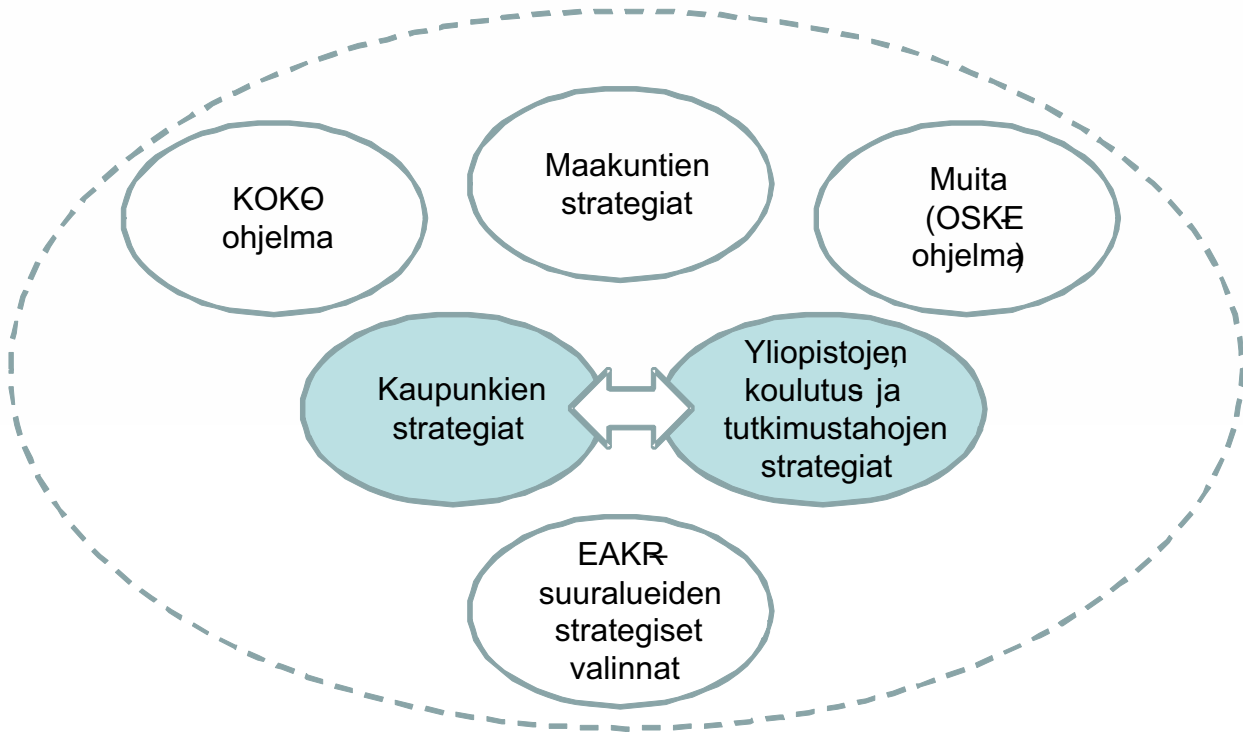 KOKO-
ohjelma
Maakuntien
strategiat
Muita
(OSKE-
ohjelma)
Kaupunkien
strategiat
Yliopistojen,
koulutus- ja
tutkimustahojen
strategiat
EAKR–
suuralueiden
strategiset
valinnat